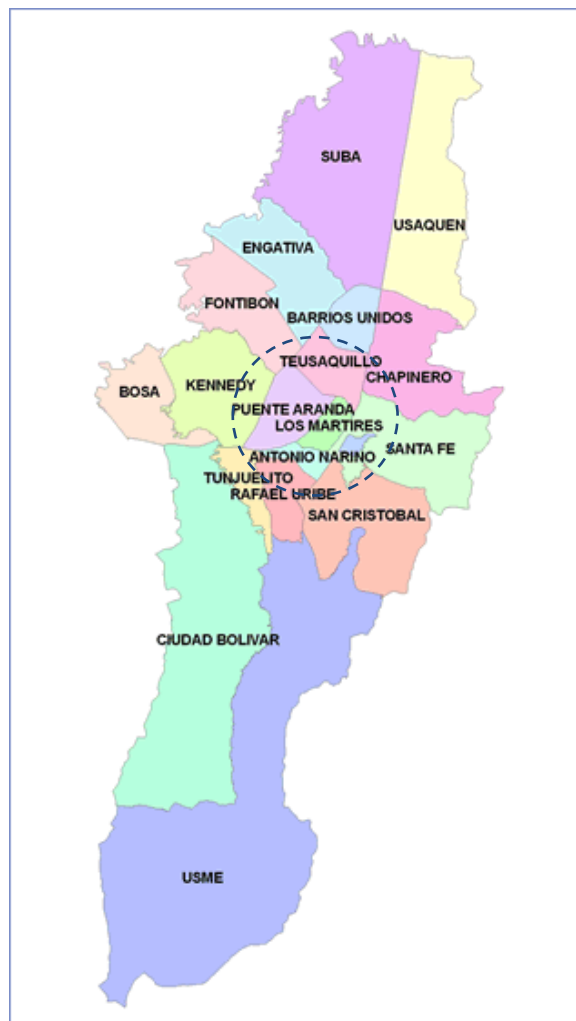 SUBA
USAQUEN
ENGATIVA
FONTIBON
BARRIOS UNIDOS
TEUSAQUILLO
CHAPINERO
KENNEDY
BOSA
PUENTE ARANDA
LOS MARTIRES
SANTA FE
ANTONIO NARINO
TUNJUELITO
RAFAEL URIBE
SAN CRISTOBAL
CIUDAD BOLIVAR
USME